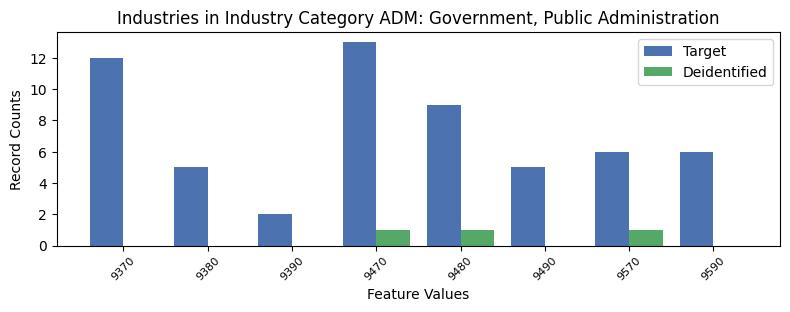 Industries in Industry Category ADM: Government, Public Administration
Target
Deidentified
Record Counts
12
10
8
6
4
2
0
9370 9380 9390 9470 9480 9490 9570 9590
Feature Values